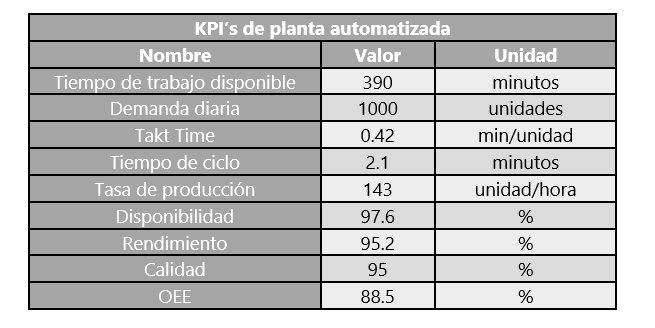 KPI’s de planta automatizada
Nombre Valor Unidad
Tiempo de trabajo disponible 390 minutos
Demanda diaria 1000 unidades
Takt Time 0.42 min/unidad
Tiempo de ciclo 2.1 minutos
Tasa de producción 143 unidad/hora
Disponibilidad 97.6 %
Rendimiento 95.2 %
Calidad 95 %
OEE 88.5 %